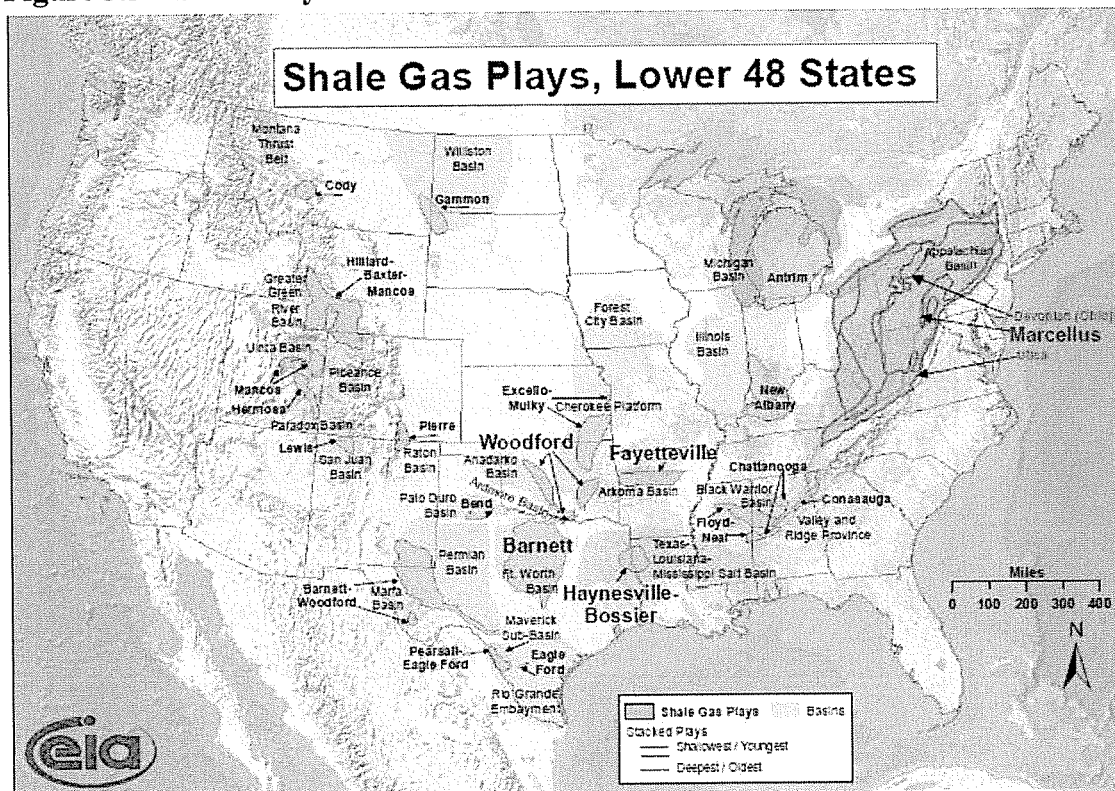 Shale Gas Plays, Lower 48 States
Montana
Thrust
Belt
Cody
Williston
Basin
Gammon
Hilliard-
Baxter-
Mancos
Greater
Green
River
Basin
Uinta Basin
Piceance
Basin
Mancos
Hermosa
Paradox Basin
Lewis
San Juan
Basin
Pierre
Raton
Basin
Michigan
Basin
Antrim
Forest
City Basin
Illinois
Basin
New
Albany
Excello-
Mulky
Cherokee Platform
Appalachian
Basin
Devonian (Ohio)
Marcellus
Utica
Woodford
Anadarko
Basin
Fayetteville
Arkoma Basin
Chattanooga
Black Warrior
Basin
Conasauga
Floyd-
Neal
Valley and
Ridge Province
Palo Duro
Basin
Bend
Ardmore Basin
Barnett
Permian
Basin
Ft. Worth
Basin
Texas-
Louisiana-
Mississippi Salt Basin
Haynesville-
Bossier
Barnett-
Woodford
Marfa
Basin
Maverick
Sub-Basin
Pearsall-
Eagle Ford
Eagle
Ford
Rio Grande
Embayment
Miles
0 100 200 300 400
N
Shale Gas Plays
Basins
Stacked Plays
Shallowest / Youngest
Deepest / Oldest
eia